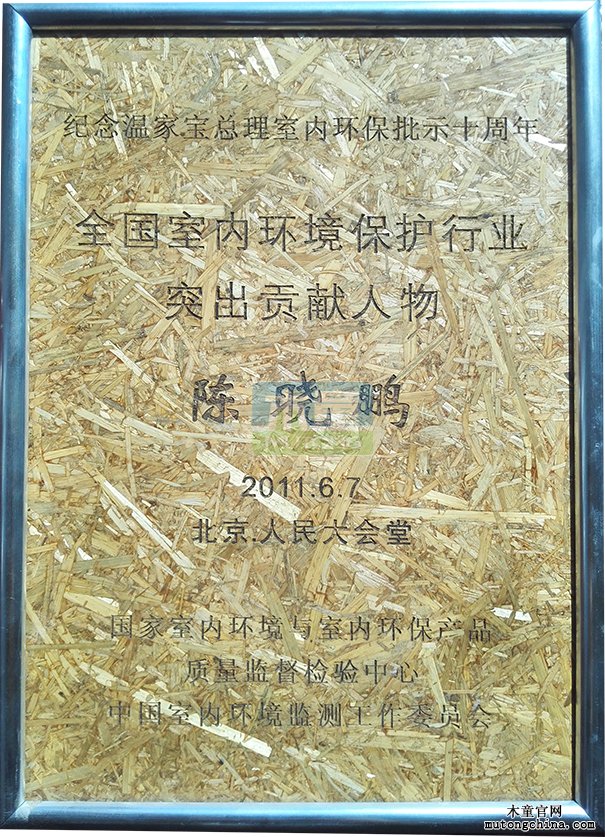 纪念温家宝总理室内环保批示十周年
全国室内环境保护行业
突出贡献人物
陈晓鹏
2011.6.7
北京.人民大会堂
国家室内环境与室内环保产品
质量监督检验中心
中国室内环境监测工作委员会
木童官网
mutongchina.com